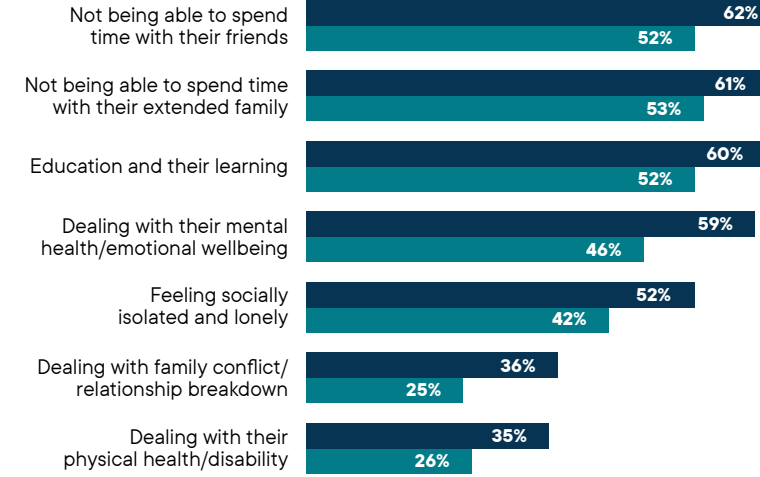 Not being able to spend
time with their friends
62%
52%
Not being able to spend time
with their extended family
61%
53%
Education and their learning
60%
52%
Dealing with their mental
health/emotional wellbeing
59%
46%
Feeling socially
isolated and lonely
52%
42%
Dealing with family conflict/
relationship breakdown
36%
25%
Dealing with their
physical health/disability
35%
26%